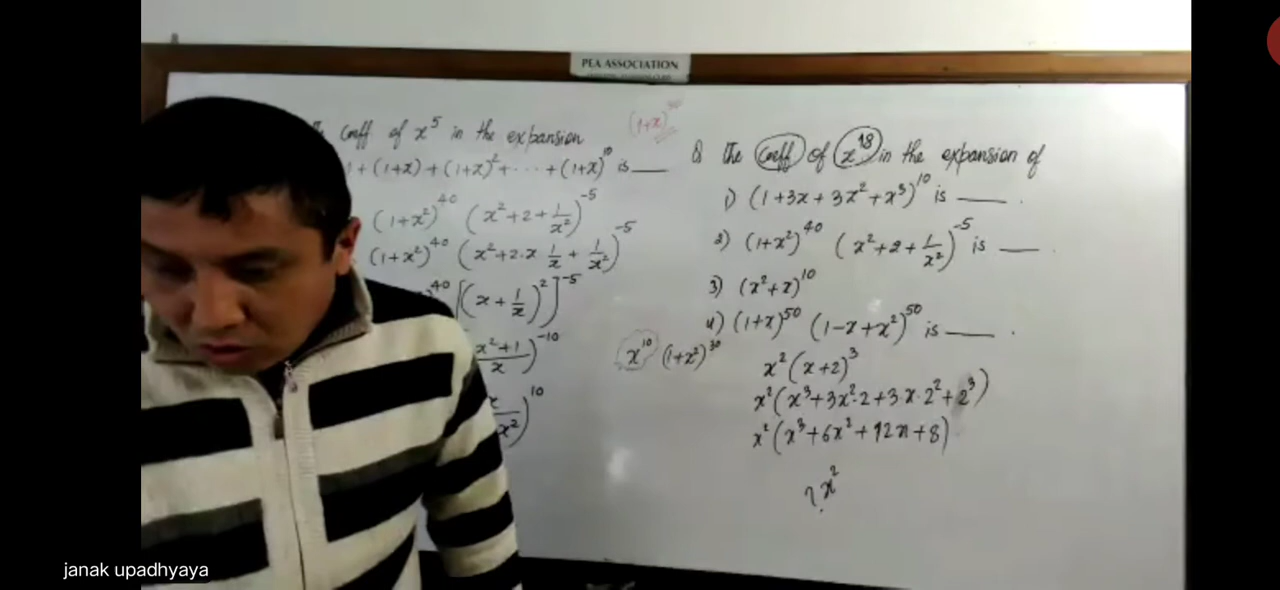 PEA ASSOCIATION
coeff of x⁵ in the expansion
1 + (1+x) + (1+x)² + ... + (1+x)¹⁰ is ___
(1+x²)⁴⁰ (x²+2+1/x²)⁻⁵
(1+x²)⁴⁰ (x²+2.x 1/x + 1/x²)⁻⁵
⁴⁰ [(x+1/x)²]⁻⁵
(x²+1/x)⁻¹⁰
x²)¹⁰
x¹⁰ (1+x²)³⁰
Q the coeff of x¹⁸ in the expansion of
1) (1+3x+3x²+x³)¹⁰ is ___.
2) (1+x²)⁴⁰ (x²+2+1/x²)⁻⁵ is ___.
3) (x²+x)¹⁰
4) (1+x)⁵⁰ (1-x+x²)⁵⁰ is ___.
x²(x+2)³
x²(x³+3x²·2+3·x·2²+2³)
x²(x³+6x²+12x+8)
? x²
janak upadhyaya